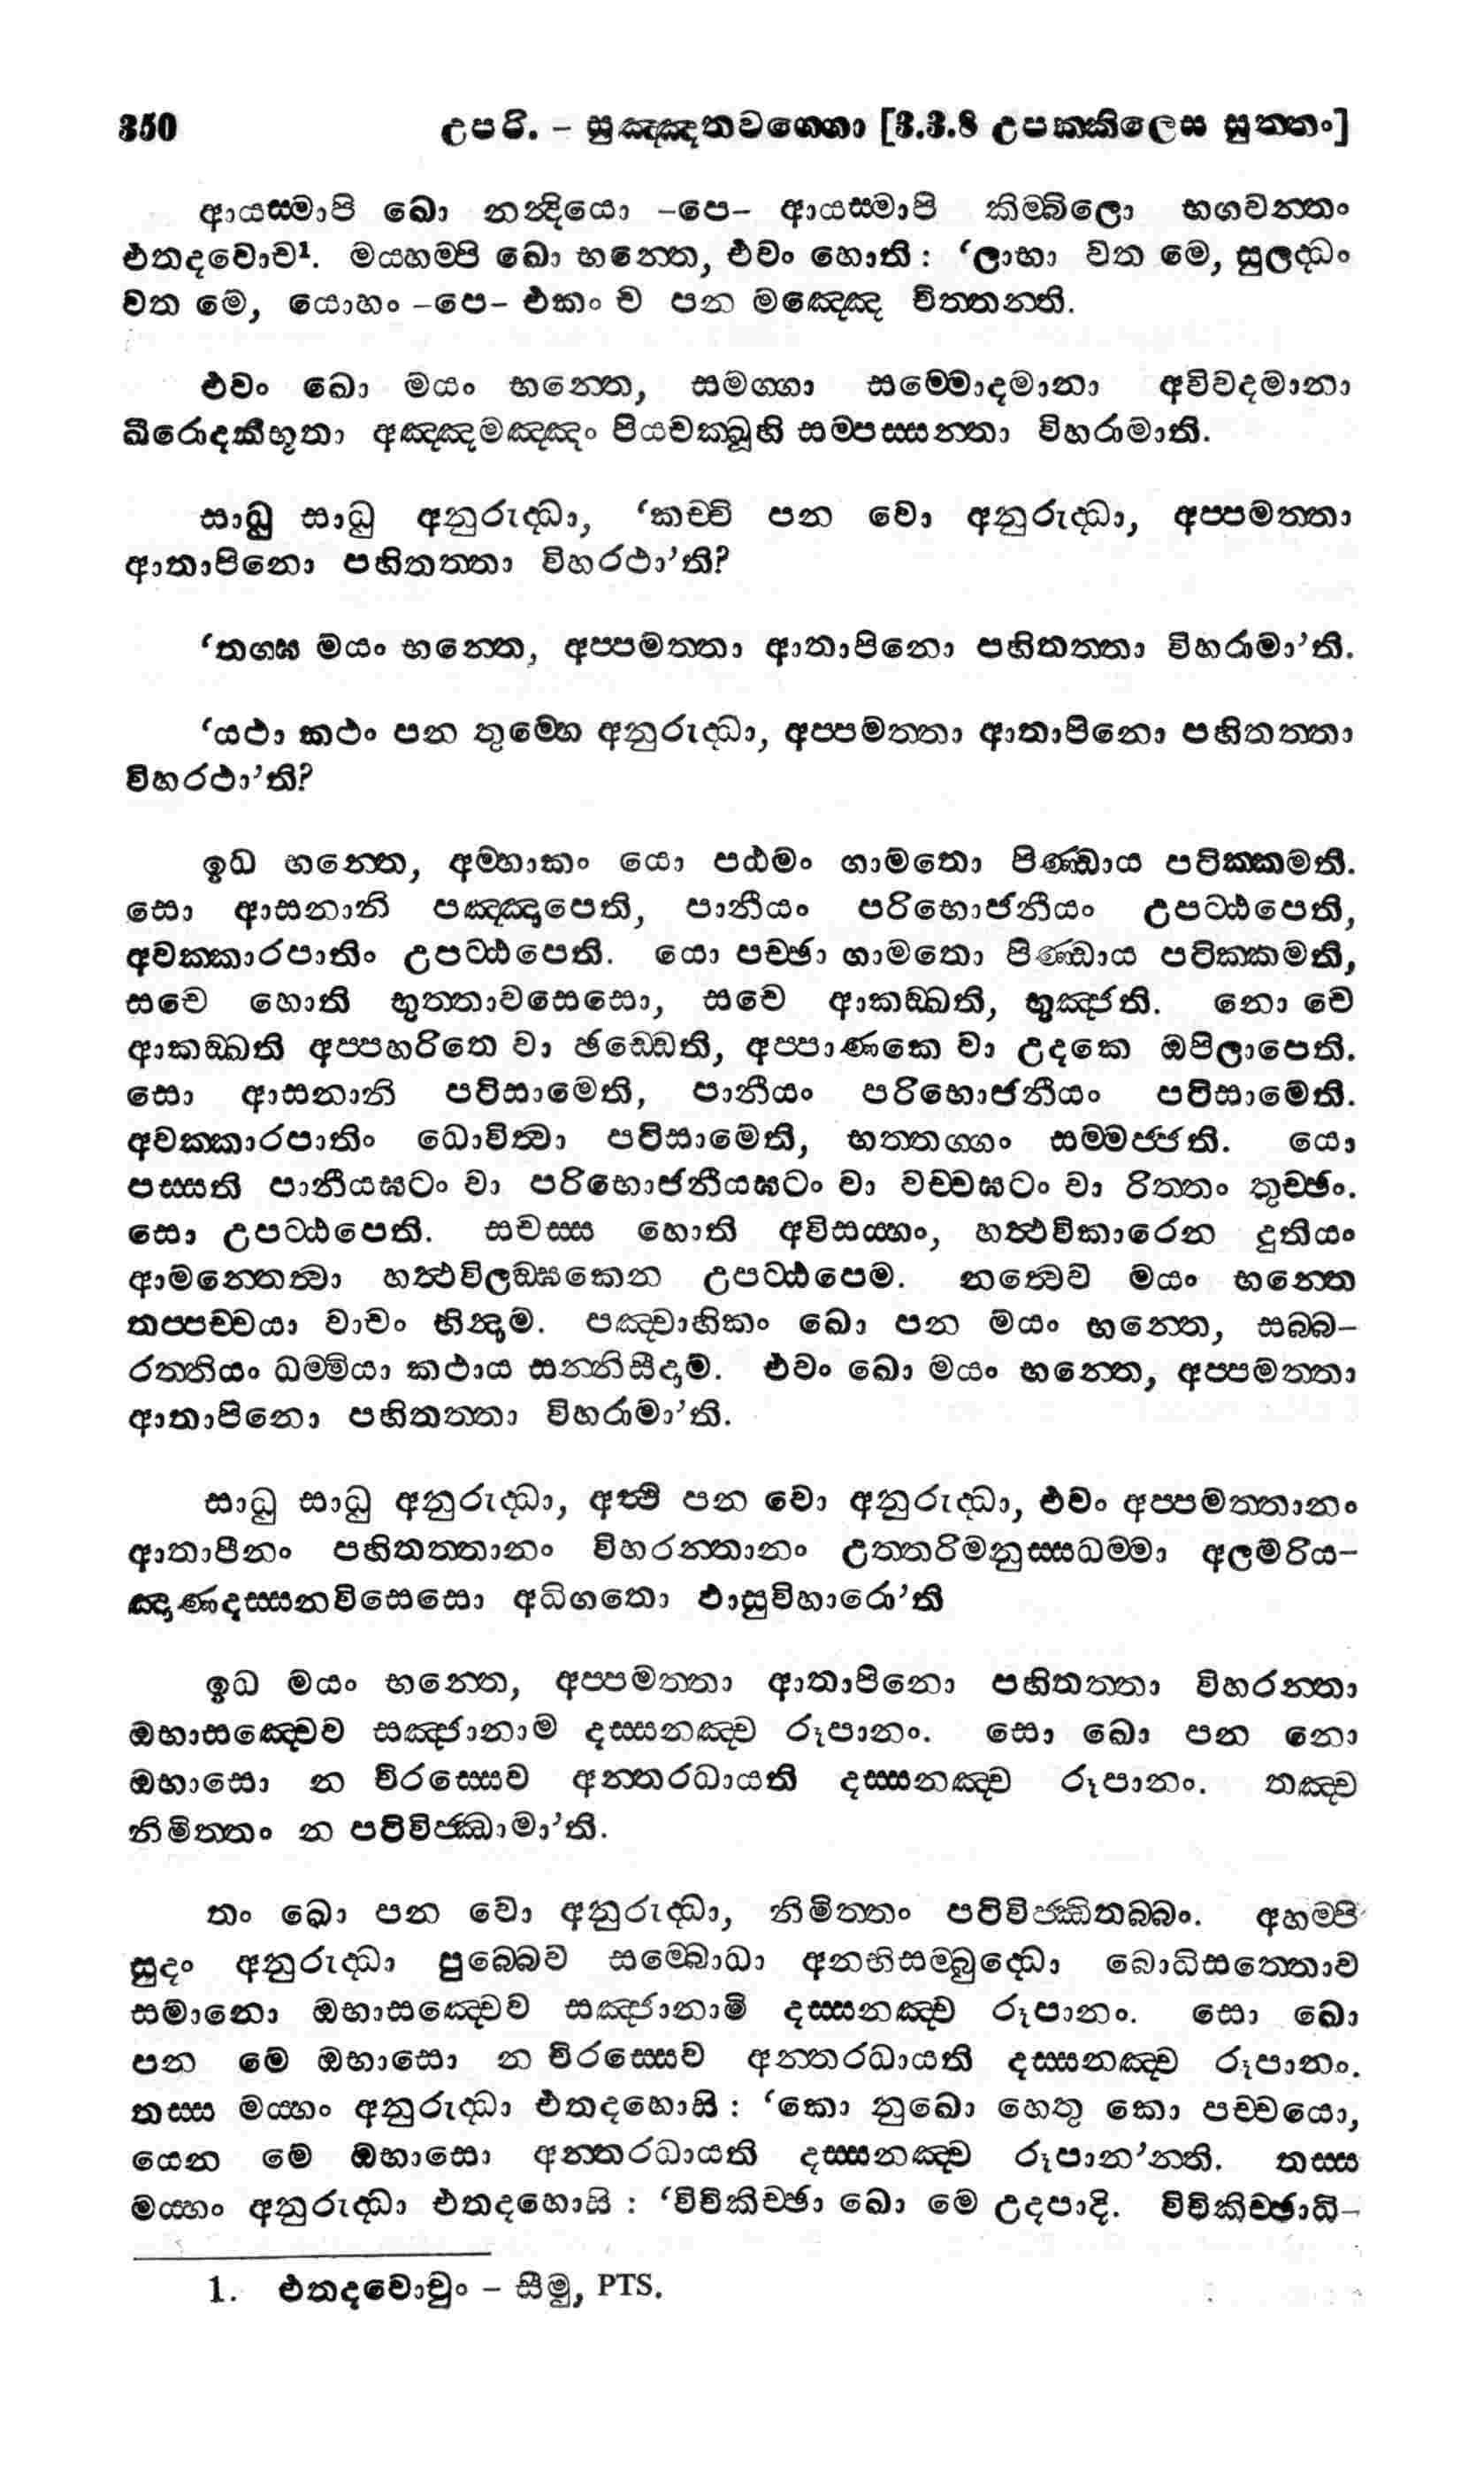 350 උපරි. – සුඤ්ඤතවග්ගො [3.3.8 උපක්කිලෙස සුත්තං]
ආයස්මාපි ඛො නන්දියො –පෙ– ආයස්මාපි කිම්බිලො භගවන්තං
එතදවොච¹. මයහම්පි ඛො භන්තෙ, එවං හොති : ‘ලාභා වත මෙ, සුලද්ධං
වත මෙ, යොහං –පෙ– එකං ච පන මඤ්ඤෙ චිත්තන්ති.
එවං ඛො මයං භන්තෙ, සමග්ගා සම්මොදමානා අවිවදමානා
ඛීරොදකීභූතා අඤ්ඤමඤ්ඤං පියචක්ඛූහි සම්පස්සන්තා විහරාමාති.
සාධු සාධු අනුරුද්ධා, ‘කච්චි පන වො අනුරුද්ධා, අප්පමත්තා
ආතාපිනො පහිතත්තා විහරථා’ති?
‘තග්ඝ මයං භන්තෙ, අප්පමත්තා ආතාපිනො පහිතත්තා විහරාමා’ති.
‘යථා කථං පන තුම්හෙ අනුරුද්ධා, අප්පමත්තා ආතාපිනො පහිතත්තා
විහරථා’ති?
ඉධ භන්තෙ, අම්හාකං යො පඨමං ගාමතො පිණ්ඩාය පටික්කමති.
සො ආසනානි පඤ්ඤාපෙති, පානීයං පරිභොජනීයං උපට්ඨපෙති,
අවක්කාරපාතිං උපට්ඨපෙති. යො පච්ඡා ගාමතො පිණ්ඩාය පටික්කමති,
සචෙ හොති භුත්තාවසෙසො, සචෙ ආකඞ්ඛති, භුඤ්ජති. නො චෙ
ආකඞ්ඛති අප්පහරිතෙ වා ඡඩ්ඩෙති, අප්පාණකෙ වා උදකෙ ඔපිලාපෙති.
සො ආසනානි පටිසාමෙති, පානීයං පරිභොජනීයං පටිසාමෙති.
අවක්කාරපාතිං ධොවිත්වා පටිසාමෙති, භත්තග්ගං සම්මජ්ජති. යො
පස්සති පානීයඝටං වා පරිභොජනීයඝටං වා වච්චඝටං වා රිත්තං තුච්ඡං.
සො උපට්ඨපෙති. සචස්ස හොති අවිසය්හං, හත්ථවිකාරෙන දුතියං
ආමන්තෙත්වා හත්ථවිලඞ්ඝකෙන උපට්ඨපෙම. නත්වෙව මයං භන්තෙ
තප්පච්චයා වාචං භින්දාම. පඤ්චාහිකං ඛො පන මයං භන්තෙ, සබ්බ–
රත්තියං ධම්මියා කථාය සන්නිසීදාම. එවං ඛො මයං භන්තෙ, අප්පමත්තා
ආතාපිනො පහිතත්තා විහරාමා’ති.
සාධු සාධු අනුරුද්ධා, අත්ථි පන වො අනුරුද්ධා, එවං අප්පමත්තානං
ආතාපීනං පහිතත්තානං විහරන්තානං උත්තරිමනුස්සධම්මා අලමරිය–
ඤාණදස්සනවිසෙසො අධිගතො ඵාසුවිහාරො’ති
ඉධ මයං භන්තෙ, අප්පමත්තා ආතාපිනො පහිතත්තා විහරන්තා
ඔභාසඤ්චෙව සඤ්ජානාම දස්සනඤ්ච රූපානං. සො ඛො පන නො
ඔභාසො න චිරස්සෙව අන්තරධායති දස්සනඤ්ච රූපානං. තඤ්ච
නිමිත්තං න පටිවිජ්ඣාමා’ති.
තං ඛො පන වො අනුරුද්ධා, නිමිත්තං පටිවිජ්ඣිතබ්බං. අහම්පි
සුදං අනුරුද්ධා පුබ්බෙව සම්බොධා අනභිසම්බුද්ධො බොධිසත්තොව
සමානො ඔභාසඤ්චෙව සඤ්ජානාමි දස්සනඤ්ච රූපානං. සො ඛො
පන මෙ ඔභාසො න චිරස්සෙව අන්තරධායති දස්සනඤ්ච රූපානං.
තස්ස මය්හං අනුරුද්ධා එතදහොසි : ‘කො නුඛො හෙතු කො පච්චයො,
යෙන මෙ ඔභාසො අන්තරධායති දස්සනඤ්ච රූපාන’න්ති. තස්ස
මය්හං අනුරුද්ධා එතදහොසි : ‘විචිකිච්ඡා ඛො මෙ උදපාදි. විචිකිච්ඡාධි–
1. එතදවොචුං – සීමු, PTS.